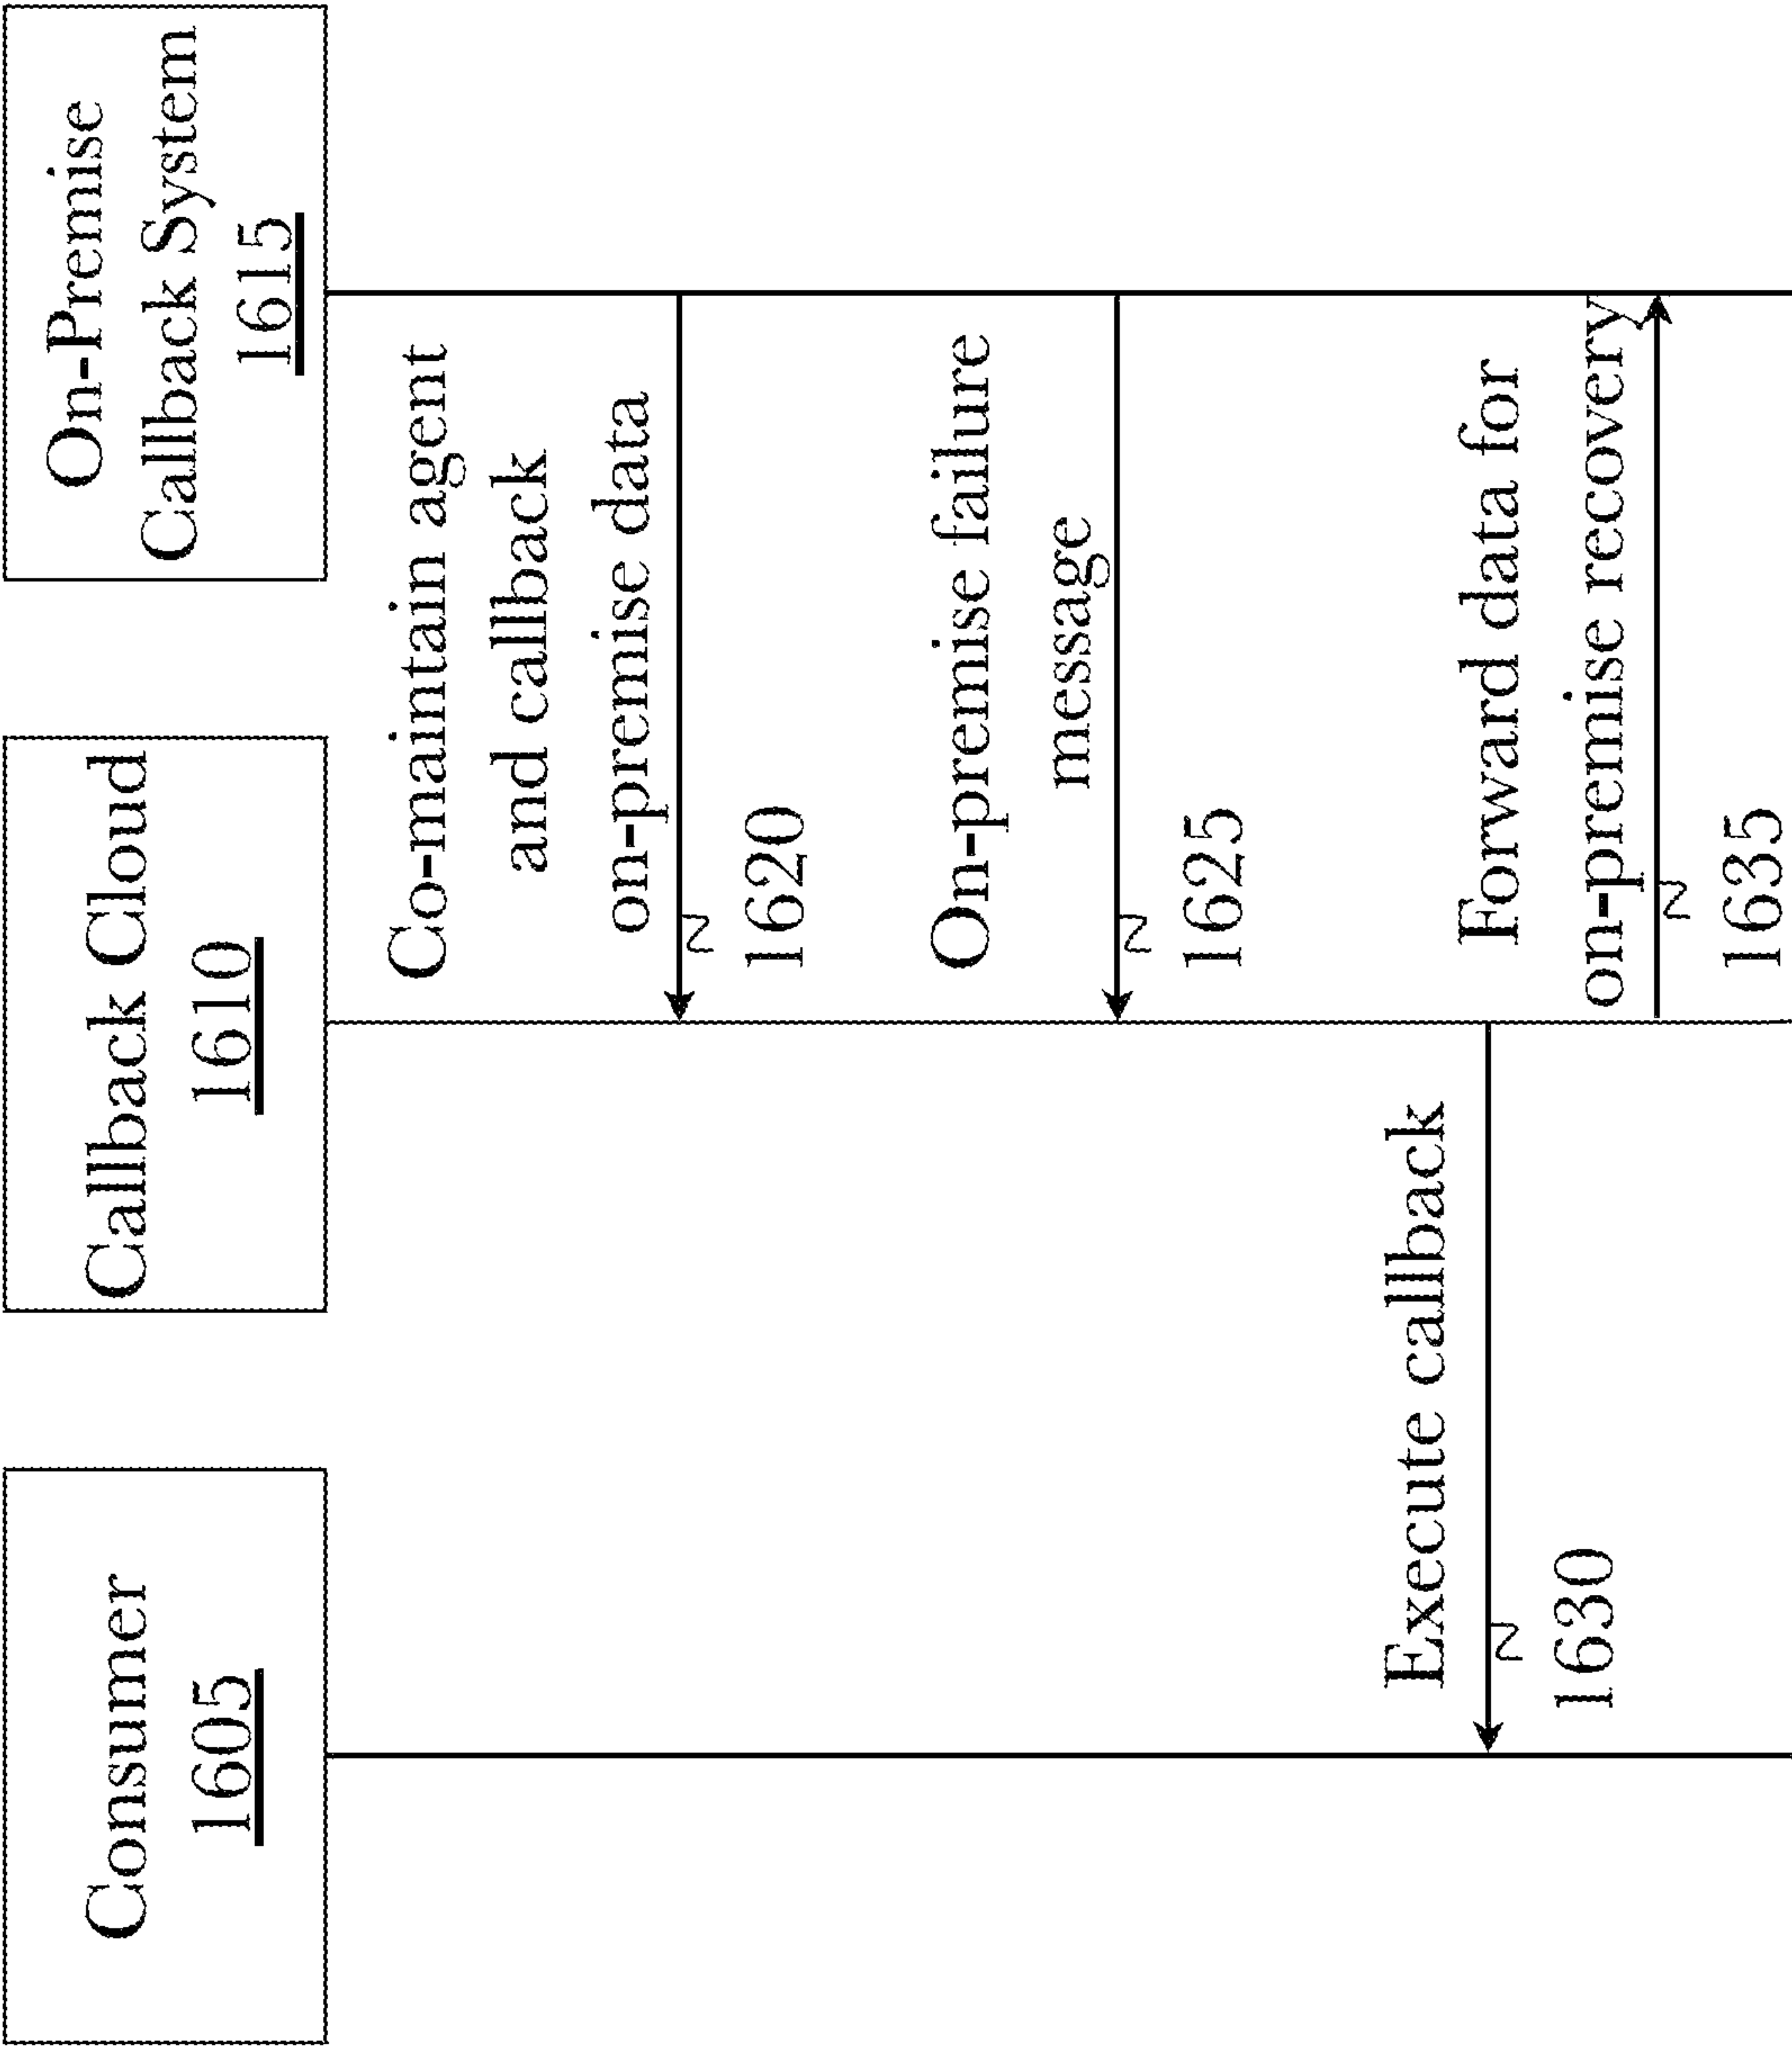 Consumer
1605
Callback Cloud
1610
On-Premise
Callback System
1615
Co-maintain agent
and callback
on-premise data
1620
On-premise failure
message
1625
Execute callback
1630
Forward data for
on-premise recovery
1635